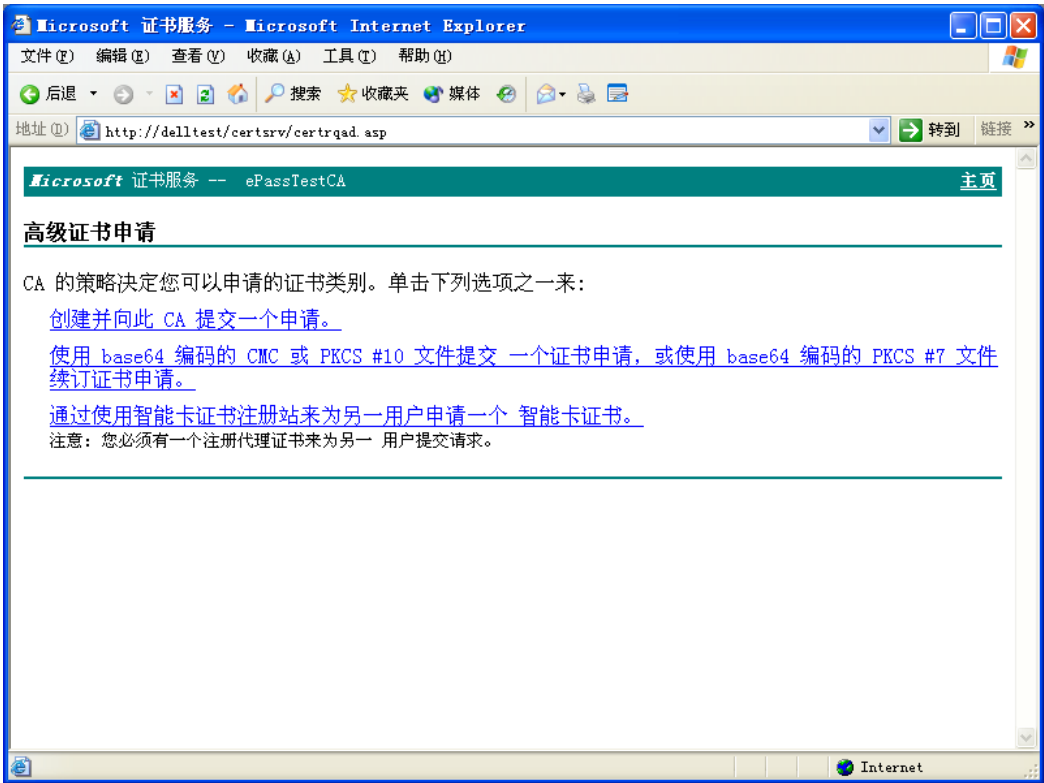 Microsoft 证书服务 - Microsoft Internet Explorer
文件(F) 编辑(E) 查看(V) 收藏(A) 工具(T) 帮助(H)
后退 搜索 收藏夹 媒体
地址(D) http://delltest/certsrv/certrqad.asp 转到 链接 »
Microsoft 证书服务 -- ePassTestCA 主页
高级证书申请
CA 的策略决定您可以申请的证书类别。单击下列选项之一来:
创建并向此 CA 提交一个申请。
使用 base64 编码的 CMC 或 PKCS #10 文件提交 一个证书申请，或使用 base64 编码的 PKCS #7 文件
续订证书申请。
通过使用智能卡证书注册站来为另一用户申请一个 智能卡证书。
注意: 您必须有一个注册代理证书来为另一 用户提交请求。
Internet